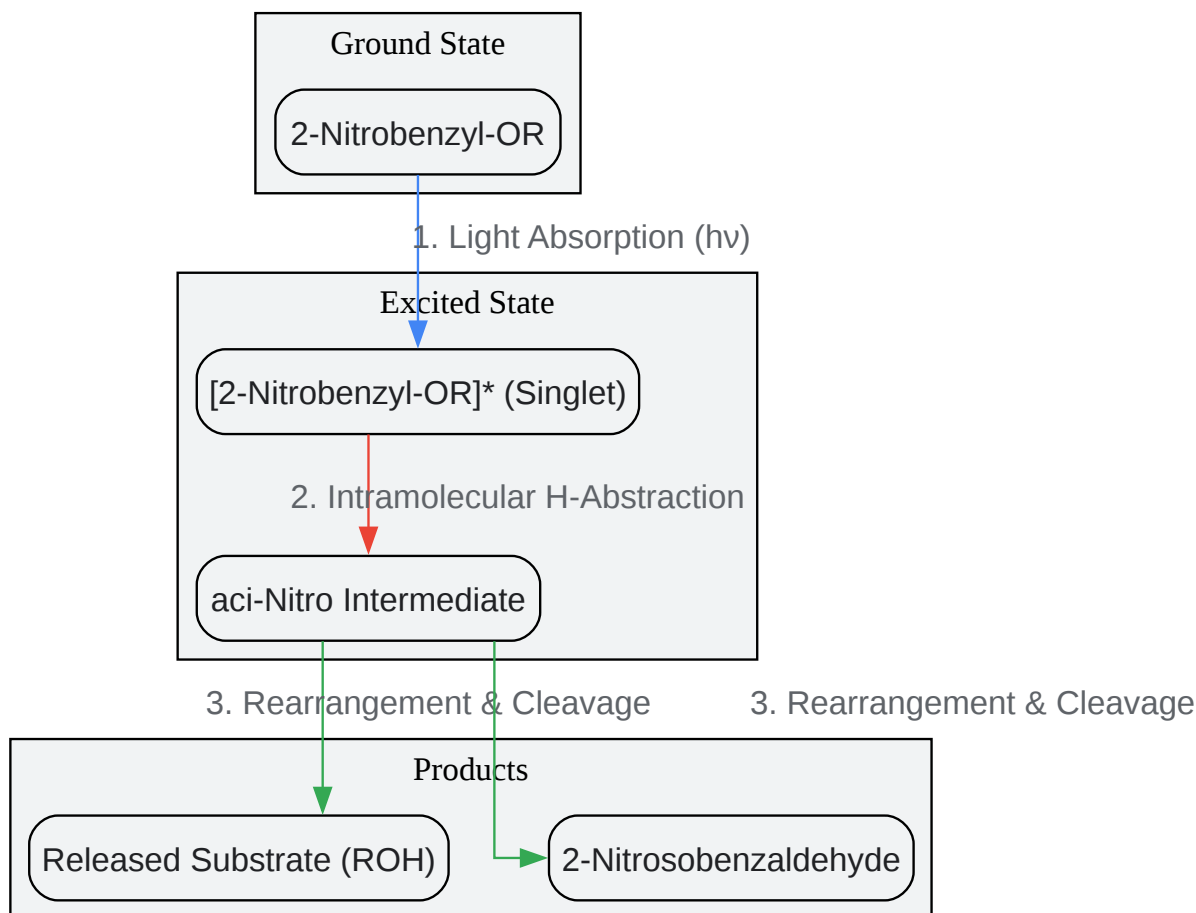 Ground State
2-Nitrobenzyl-OR
1. Light Absorption (hν)
Excited State
[2-Nitrobenzyl-OR]* (Singlet)
2. Intramolecular H-Abstraction
aci-Nitro Intermediate
3. Rearrangement & Cleavage
3. Rearrangement & Cleavage
Products
Released Substrate (ROH)
2-Nitrosobenzaldehyde